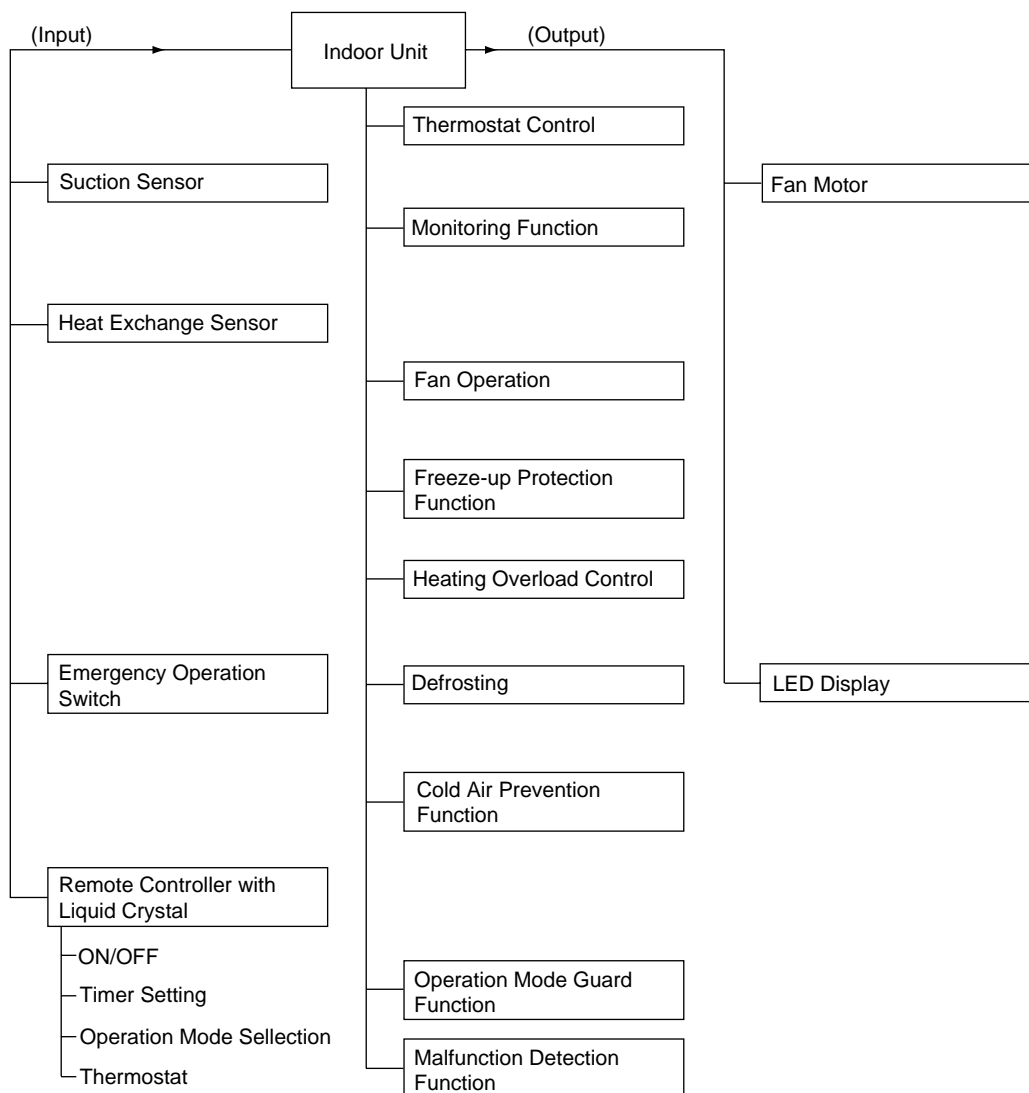 (Input)
Indoor Unit
(Output)
Suction Sensor
Heat Exchange Sensor
Emergency Operation
Switch
Remote Controller with
Liquid Crystal
ON/OFF
Timer Setting
Operation Mode Sellection
Thermostat
Thermostat Control
Monitoring Function
Fan Operation
Freeze-up Protection
Function
Heating Overload Control
Defrosting
Cold Air Prevention
Function
Operation Mode Guard
Function
Malfunction Detection
Function
Fan Motor
LED Display